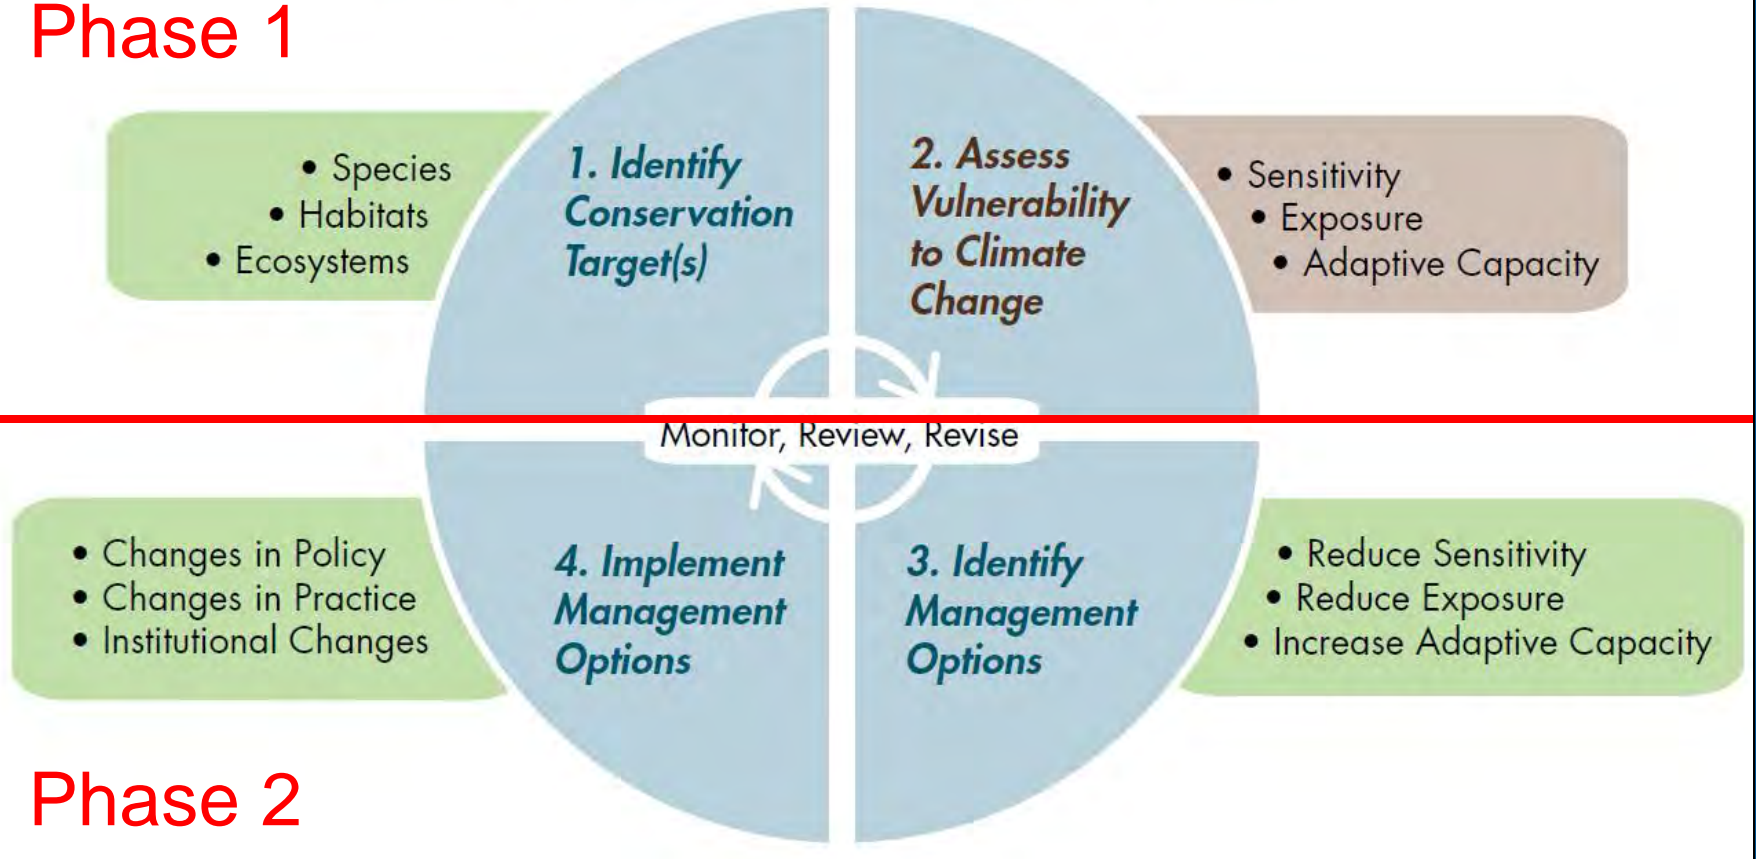 Phase 1
• Species
• Habitats
• Ecosystems
1. Identify
Conservation
Target(s)
2. Assess
Vulnerability
to Climate
Change
• Sensitivity
• Exposure
• Adaptive Capacity
Monitor, Review, Revise
• Changes in Policy
• Changes in Practice
• Institutional Changes
4. Implement
Management
Options
3. Identify
Management
Options
• Reduce Sensitivity
• Reduce Exposure
• Increase Adaptive Capacity
Phase 2